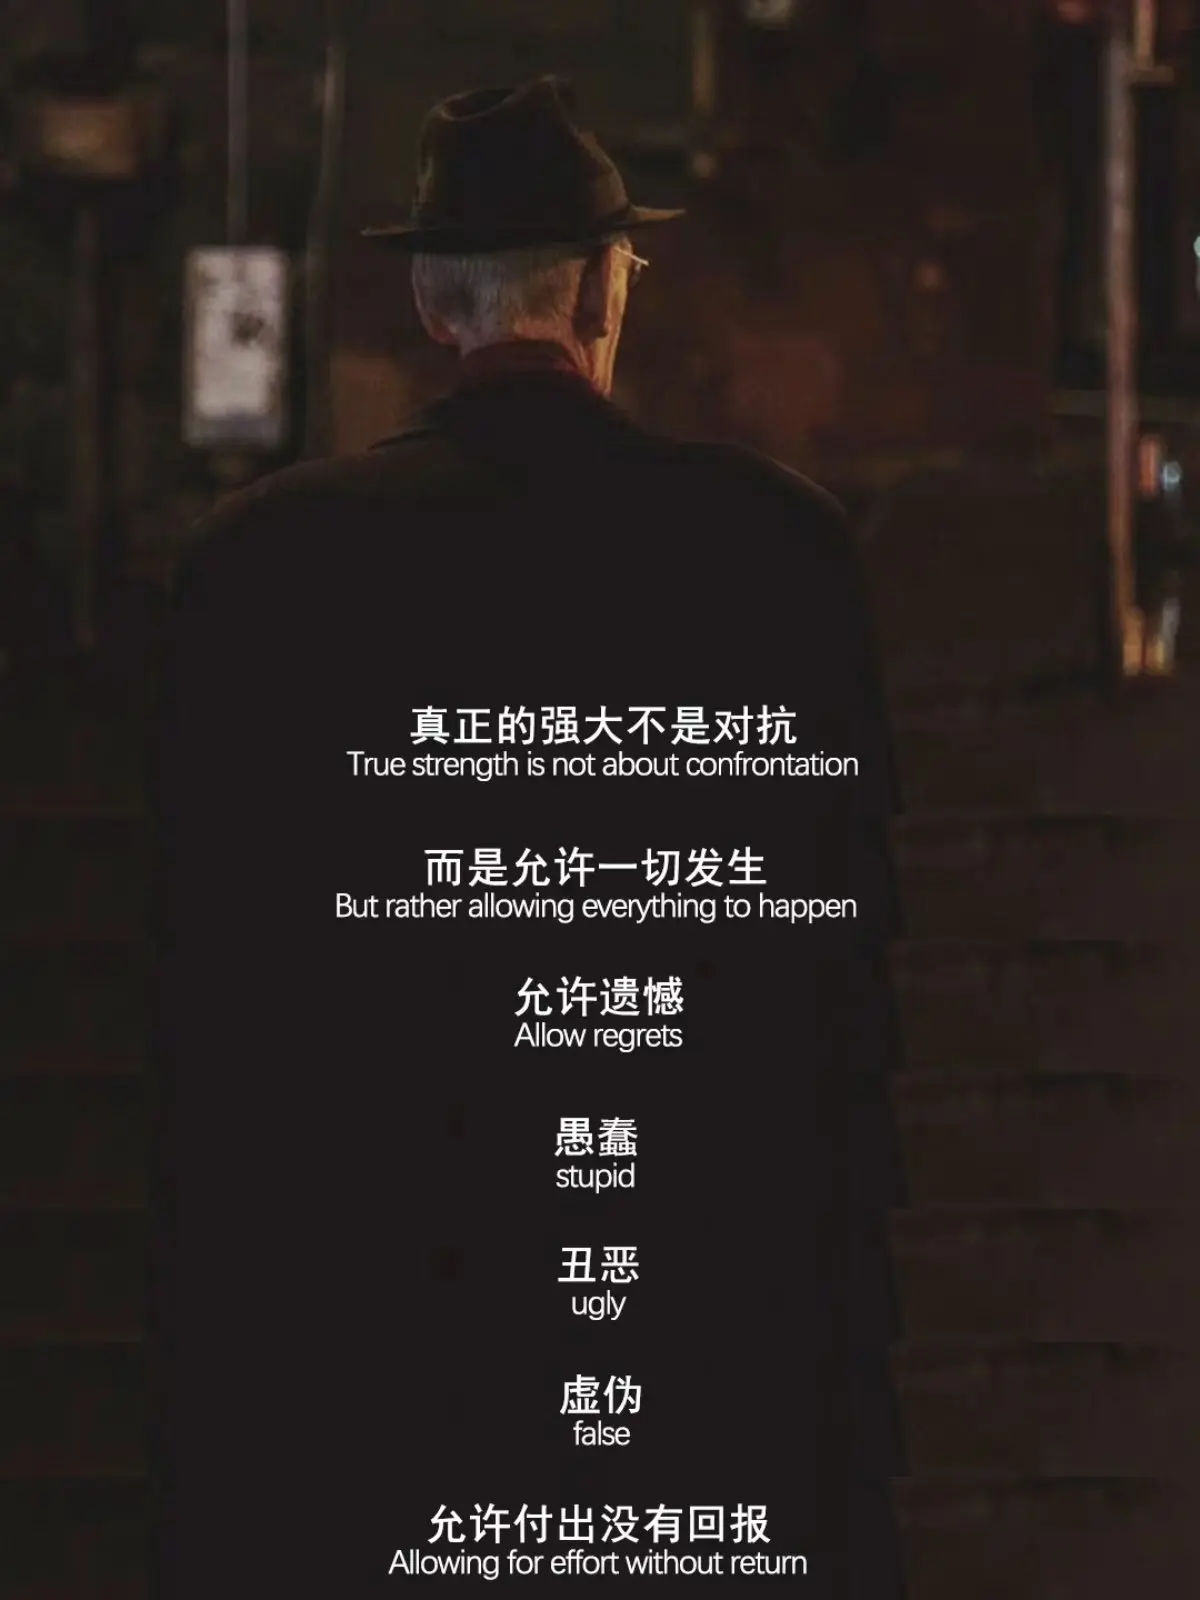 真正的强大不是对抗
True strength is not about confrontation
而是允许一切发生
But rather allowing everything to happen
允许遗憾
Allow regrets
愚蠢
stupid
丑恶
ugly
虚伪
false
允许付出没有回报
Allowing for effort without return